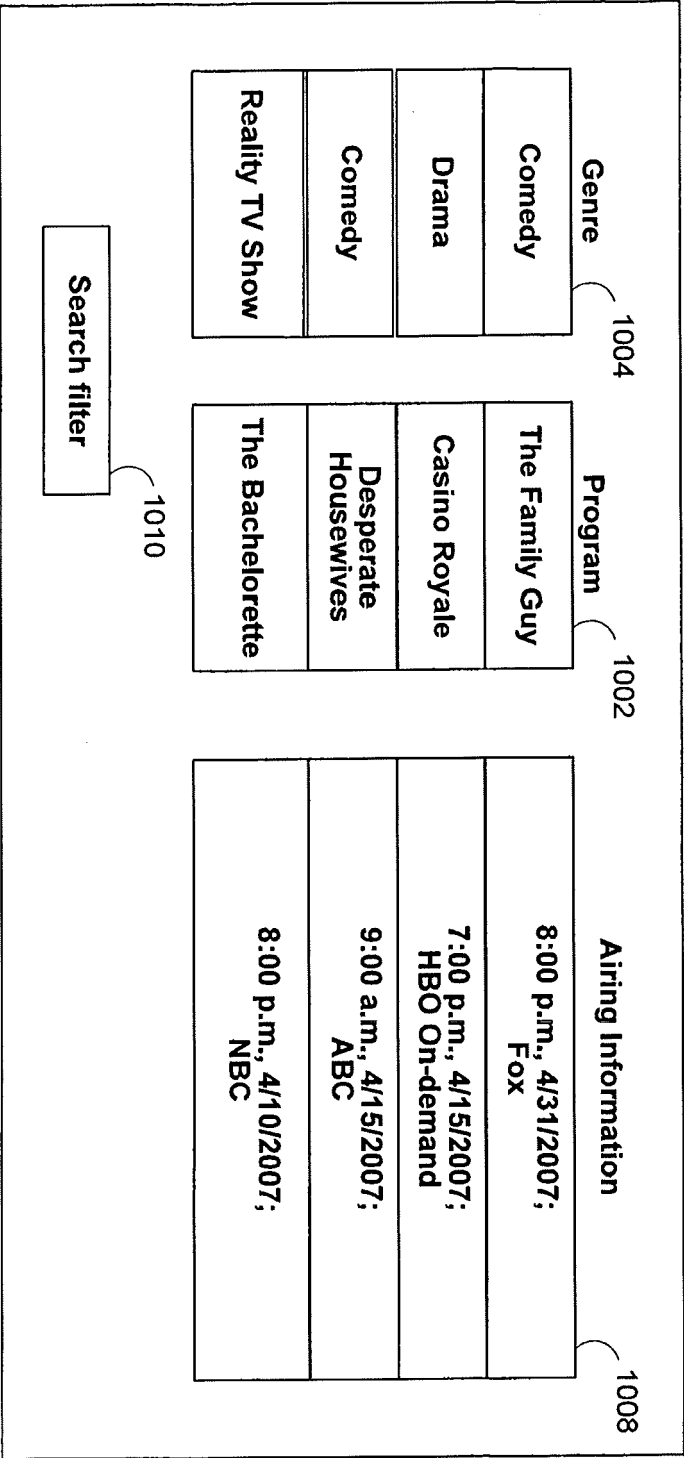 Genre
1004
Program
1002
Airing Information
1008
Comedy
The Family Guy
8:00 p.m., 4/31/2007;
Fox
Drama
Casino Royale
7:00 p.m., 4/15/2007;
HBO On-demand
Comedy
Desperate
Housewives
9:00 a.m., 4/15/2007;
ABC
Reality TV Show
The Bachelorette
8:00 p.m., 4/10/2007;
NBC
Search filter
1010